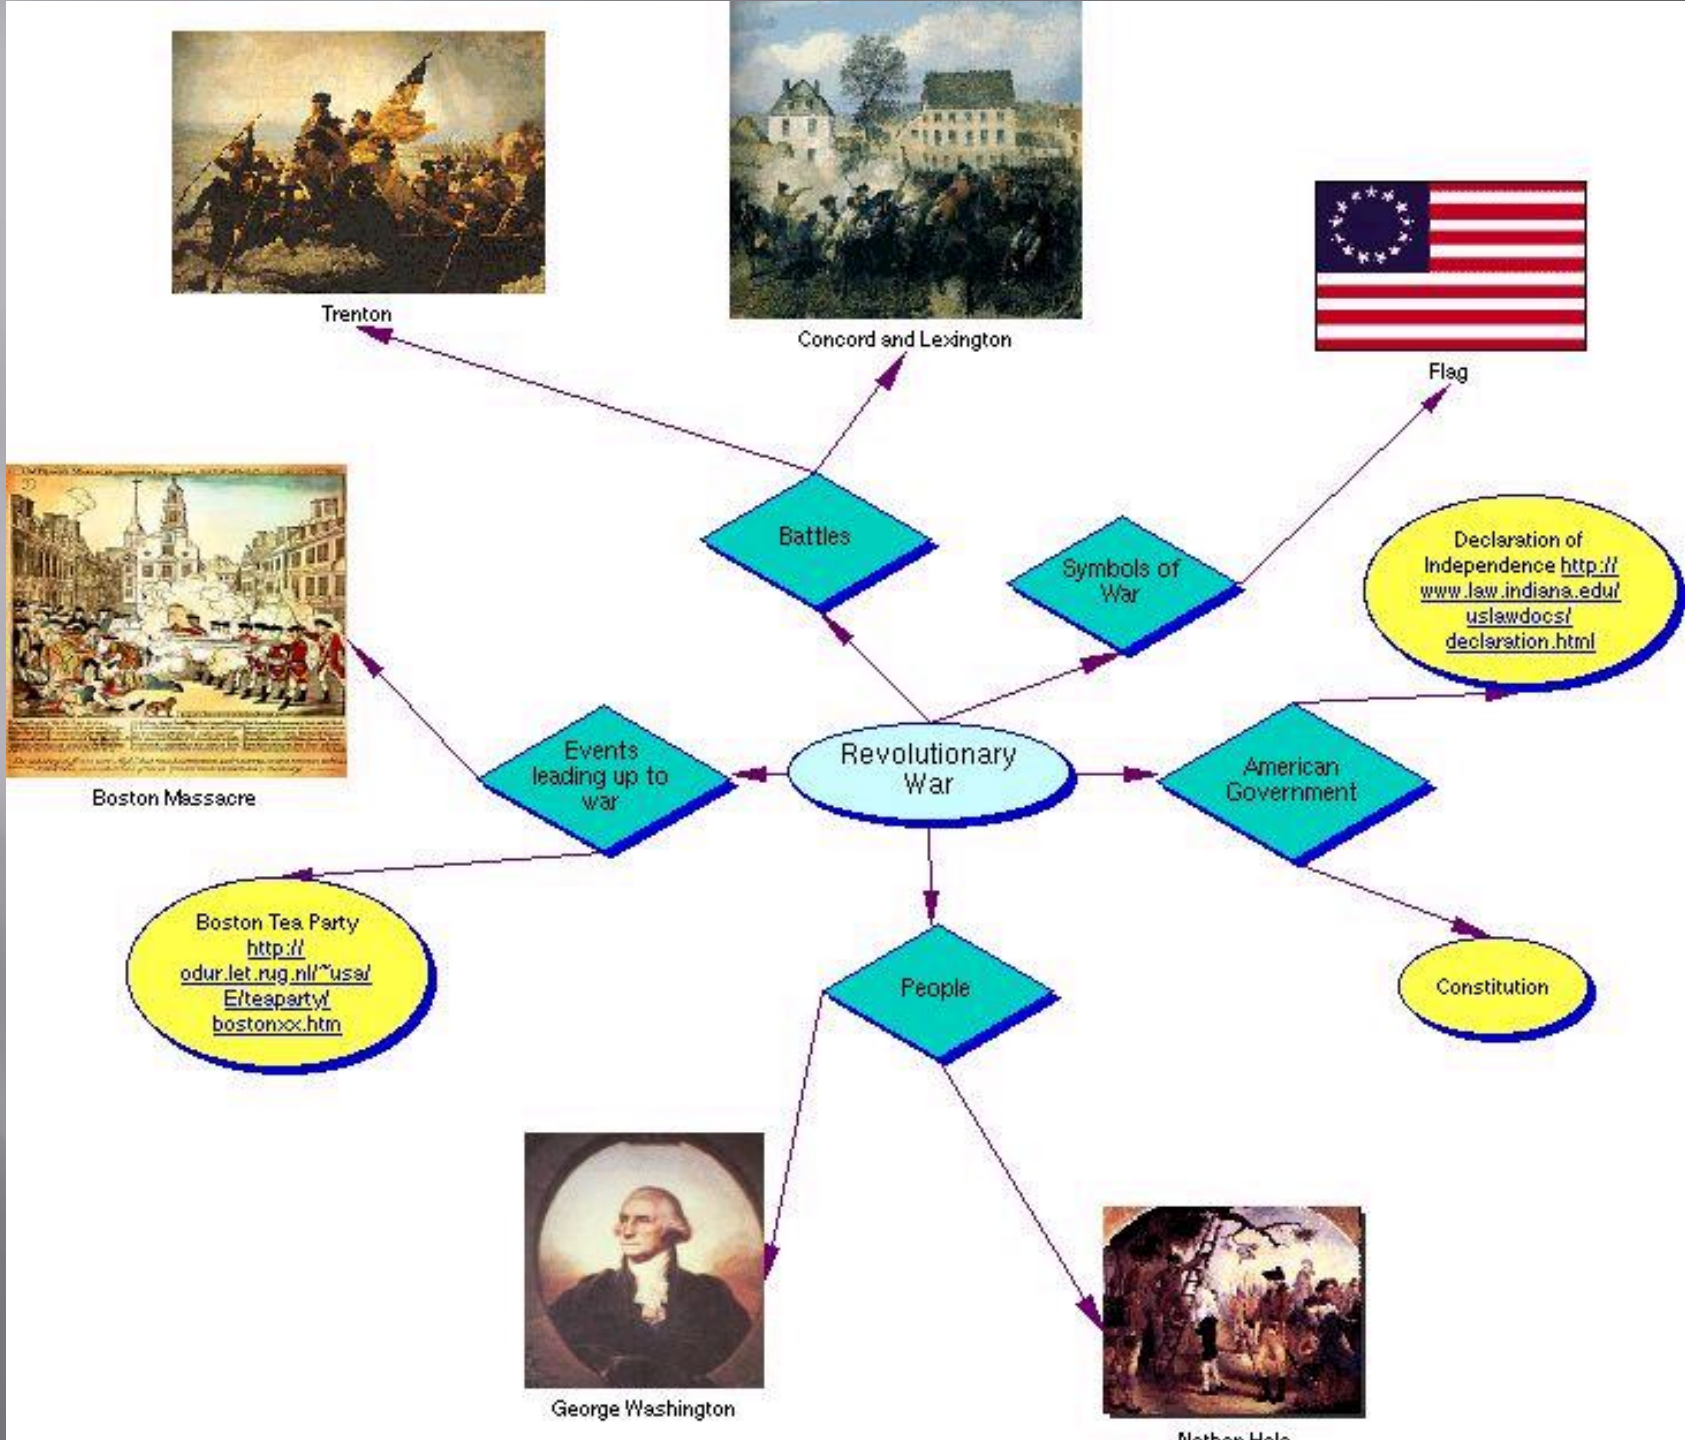 Trenton
Concord and Lexington
Flag
Battles
Symbols of
War
Declaration of
Independence http://
www.law.indiana.edu/
uslawdocs/
declaration.html
Boston Massacre
Events
leading up to
war
Revolutionary
War
American
Government
Boston Tea Party
http://
odur.let.rug.nl/~usa/
E/teaparty/
bostonxx.htm
People
Constitution
George Washington
Nathan Hale